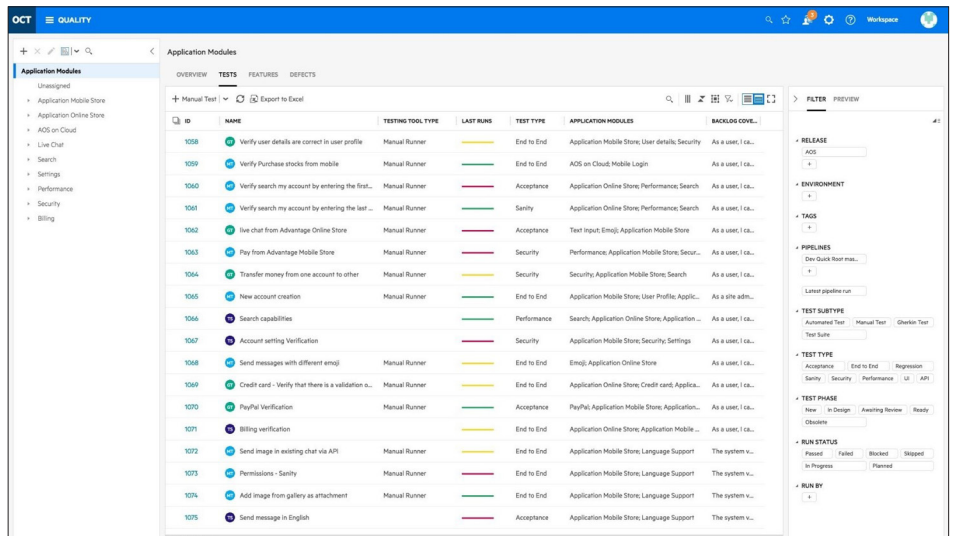 OCT QUALITY Workspace
Application Modules
Unassigned
Application Mobile Store
Application Online Store
AOS on Cloud
Live Chat
Search
Settings
Performance
Security
Billing
Application Modules
OVERVIEW TESTS FEATURES DEFECTS
+ Manual Test Export to Excel
ID NAME TESTING TOOL TYPE LAST RUNS TEST TYPE APPLICATION MODULES BACKLOG COVE...
1058 GT Verify user details are correct in user profile Manual Runner End to End Application Mobile Store; User details; Security As a user, I ca...
1059 MT Verify Purchase stocks from mobile Manual Runner End to End AOS on Cloud; Mobile Login As a user, I ca...
1060 MT Verify search my account by entering the first... Manual Runner Acceptance Application Online Store; Performance; Search As a user, I ca...
1061 MT Verify search my account by entering the last ... Manual Runner Sanity Application Online Store; Performance; Search As a user, I ca...
1062 GT live chat from Advantage Online Store Manual Runner Acceptance Text Input; Emoji; Application Mobile Store As a user, I ca...
1063 MT Pay from Advantage Mobile Store Manual Runner Security Performance; Application Mobile Store; Secur... As a user, I ca...
1064 GT Transfer money from one account to other Manual Runner Security Security; Application Mobile Store; Search As a user, I ca...
1065 MT New account creation Manual Runner End to End Application Mobile Store; User Profile; Applic... As a site adm...
1066 TS Search capabilities Performance Search; Application Online Store; Application ... As a user, I ca...
1067 TS Account setting Verification Security Application Mobile Store; Security; Settings As a user, I ca...
1068 MT Send messages with different emoji Manual Runner End to End Emoji; Application Online Store As a user, I ca...
1069 GT Credit card - Verify that there is a validation o... Manual Runner End to End Application Online Store; Credit card; Applica... As a user, I ca...
1070 GT PayPal Verification Manual Runner Acceptance PayPal; Application Mobile Store; Application... As a user, I ca...
1071 TS Billing verification End to End Application Online Store; Application Mobile ... As a user, I ca...
1072 MT Send image in existing chat via API Manual Runner End to End Application Mobile Store; Language Support The system v...
1073 MT Permissions - Sanity Manual Runner End to End Application Mobile Store; Language Support The system v...
1074 MT Add image from gallery as attachment Manual Runner End to End Application Mobile Store; Language Support The system v...
1075 TS Send message in English Acceptance Application Mobile Store; Language Support The system v...
FILTER PREVIEW
RELEASE
AOS
+
ENVIRONMENT
+
TAGS
+
PIPELINES
Dev Quick Root mas...
+
Latest pipeline run
TEST SUBTYPE
Automated Test Manual Test Gherkin Test
Test Suite
TEST TYPE
Acceptance End to End Regression
Sanity Security Performance UI API
TEST PHASE
New In Design Awaiting Review Ready
Obsolete
RUN STATUS
Passed Failed Blocked Skipped
In Progress Planned
RUN BY
+